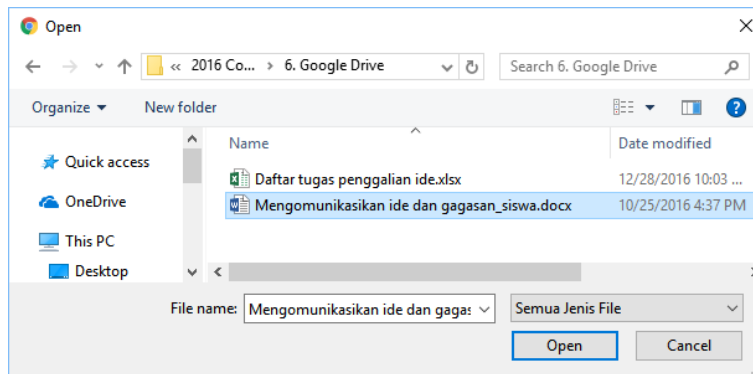 Open
« 2016 Co... › 6. Google Drive
Search 6. Google Drive
Organize
New folder
Name
Date modified
Quick access
Daftar tugas penggalian ide.xlsx
12/28/2016 10:03 ...
OneDrive
Mengomunikasikan ide dan gagasan_siswa.docx
10/25/2016 4:37 PM
This PC
Desktop
File name:
Mengomunikasikan ide dan gagas
Semua Jenis File
Open
Cancel